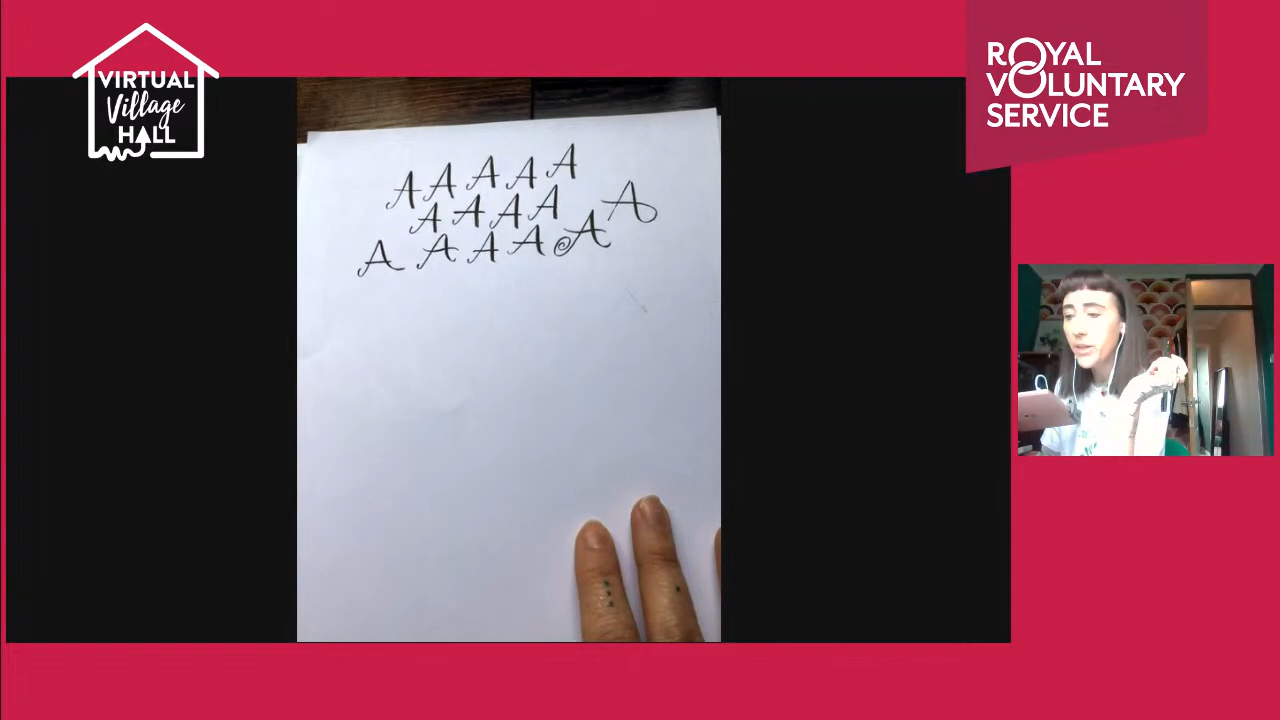 VIRTUAL
Village
HALL
ROYAL
VOLUNTARY
SERVICE
A A A A A
A A A A A
A A A A A